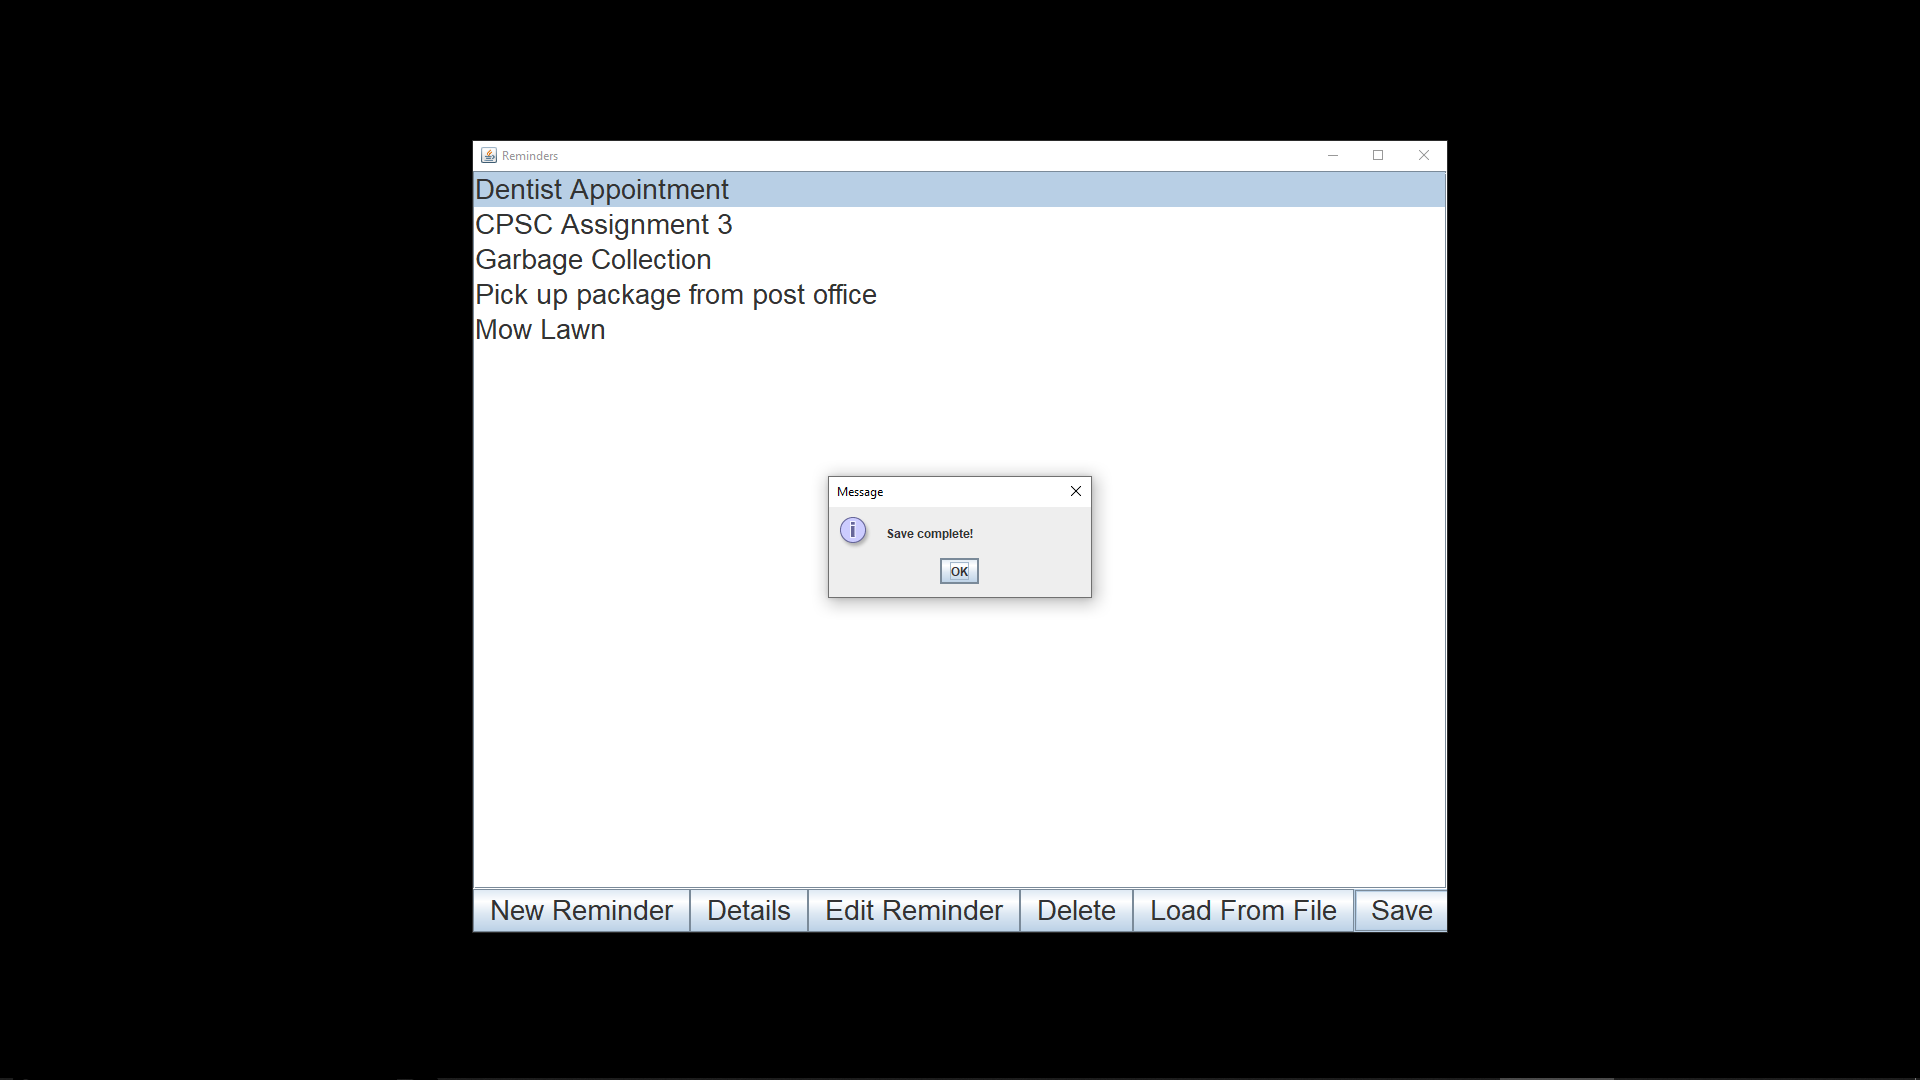 Reminders
Dentist Appointment
CPSC Assignment 3
Garbage Collection
Pick up package from post office
Mow Lawn
Message
i
Save complete!
OK
New Reminder
Details
Edit Reminder
Delete
Load From File
Save